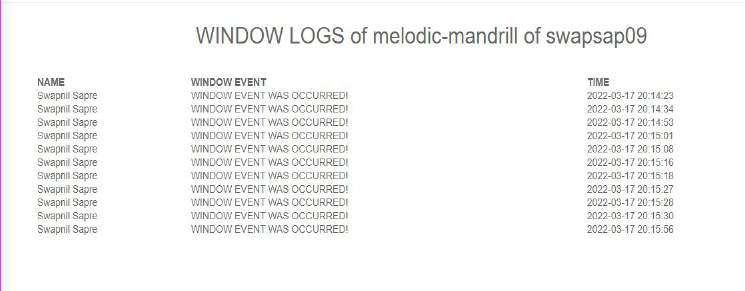 WINDOW LOGS of melodic-mandrill of swapsap09
NAME WINDOW EVENT TIME
Swapnil Sapre WINDOW EVENT WAS OCCURRED! 2022-03-17 20:14:23
Swapnil Sapre WINDOW EVENT WAS OCCURRED! 2022-03-17 20:14:34
Swapnil Sapre WINDOW EVENT WAS OCCURRED! 2022-03-17 20:14:53
Swapnil Sapre WINDOW EVENT WAS OCCURRED! 2022-03-17 20:15:01
Swapnil Sapre WINDOW EVENT WAS OCCURRED! 2022-03-17 20:15:08
Swapnil Sapre WINDOW EVENT WAS OCCURRED! 2022-03-17 20:15:16
Swapnil Sapre WINDOW EVENT WAS OCCURRED! 2022-03-17 20:15:18
Swapnil Sapre WINDOW EVENT WAS OCCURRED! 2022-03-17 20:15:27
Swapnil Sapre WINDOW EVENT WAS OCCURRED! 2022-03-17 20:15:28
Swapnil Sapre WINDOW EVENT WAS OCCURRED! 2022-03-17 20:15:30
Swapnil Sapre WINDOW EVENT WAS OCCURRED! 2022-03-17 20:15:56